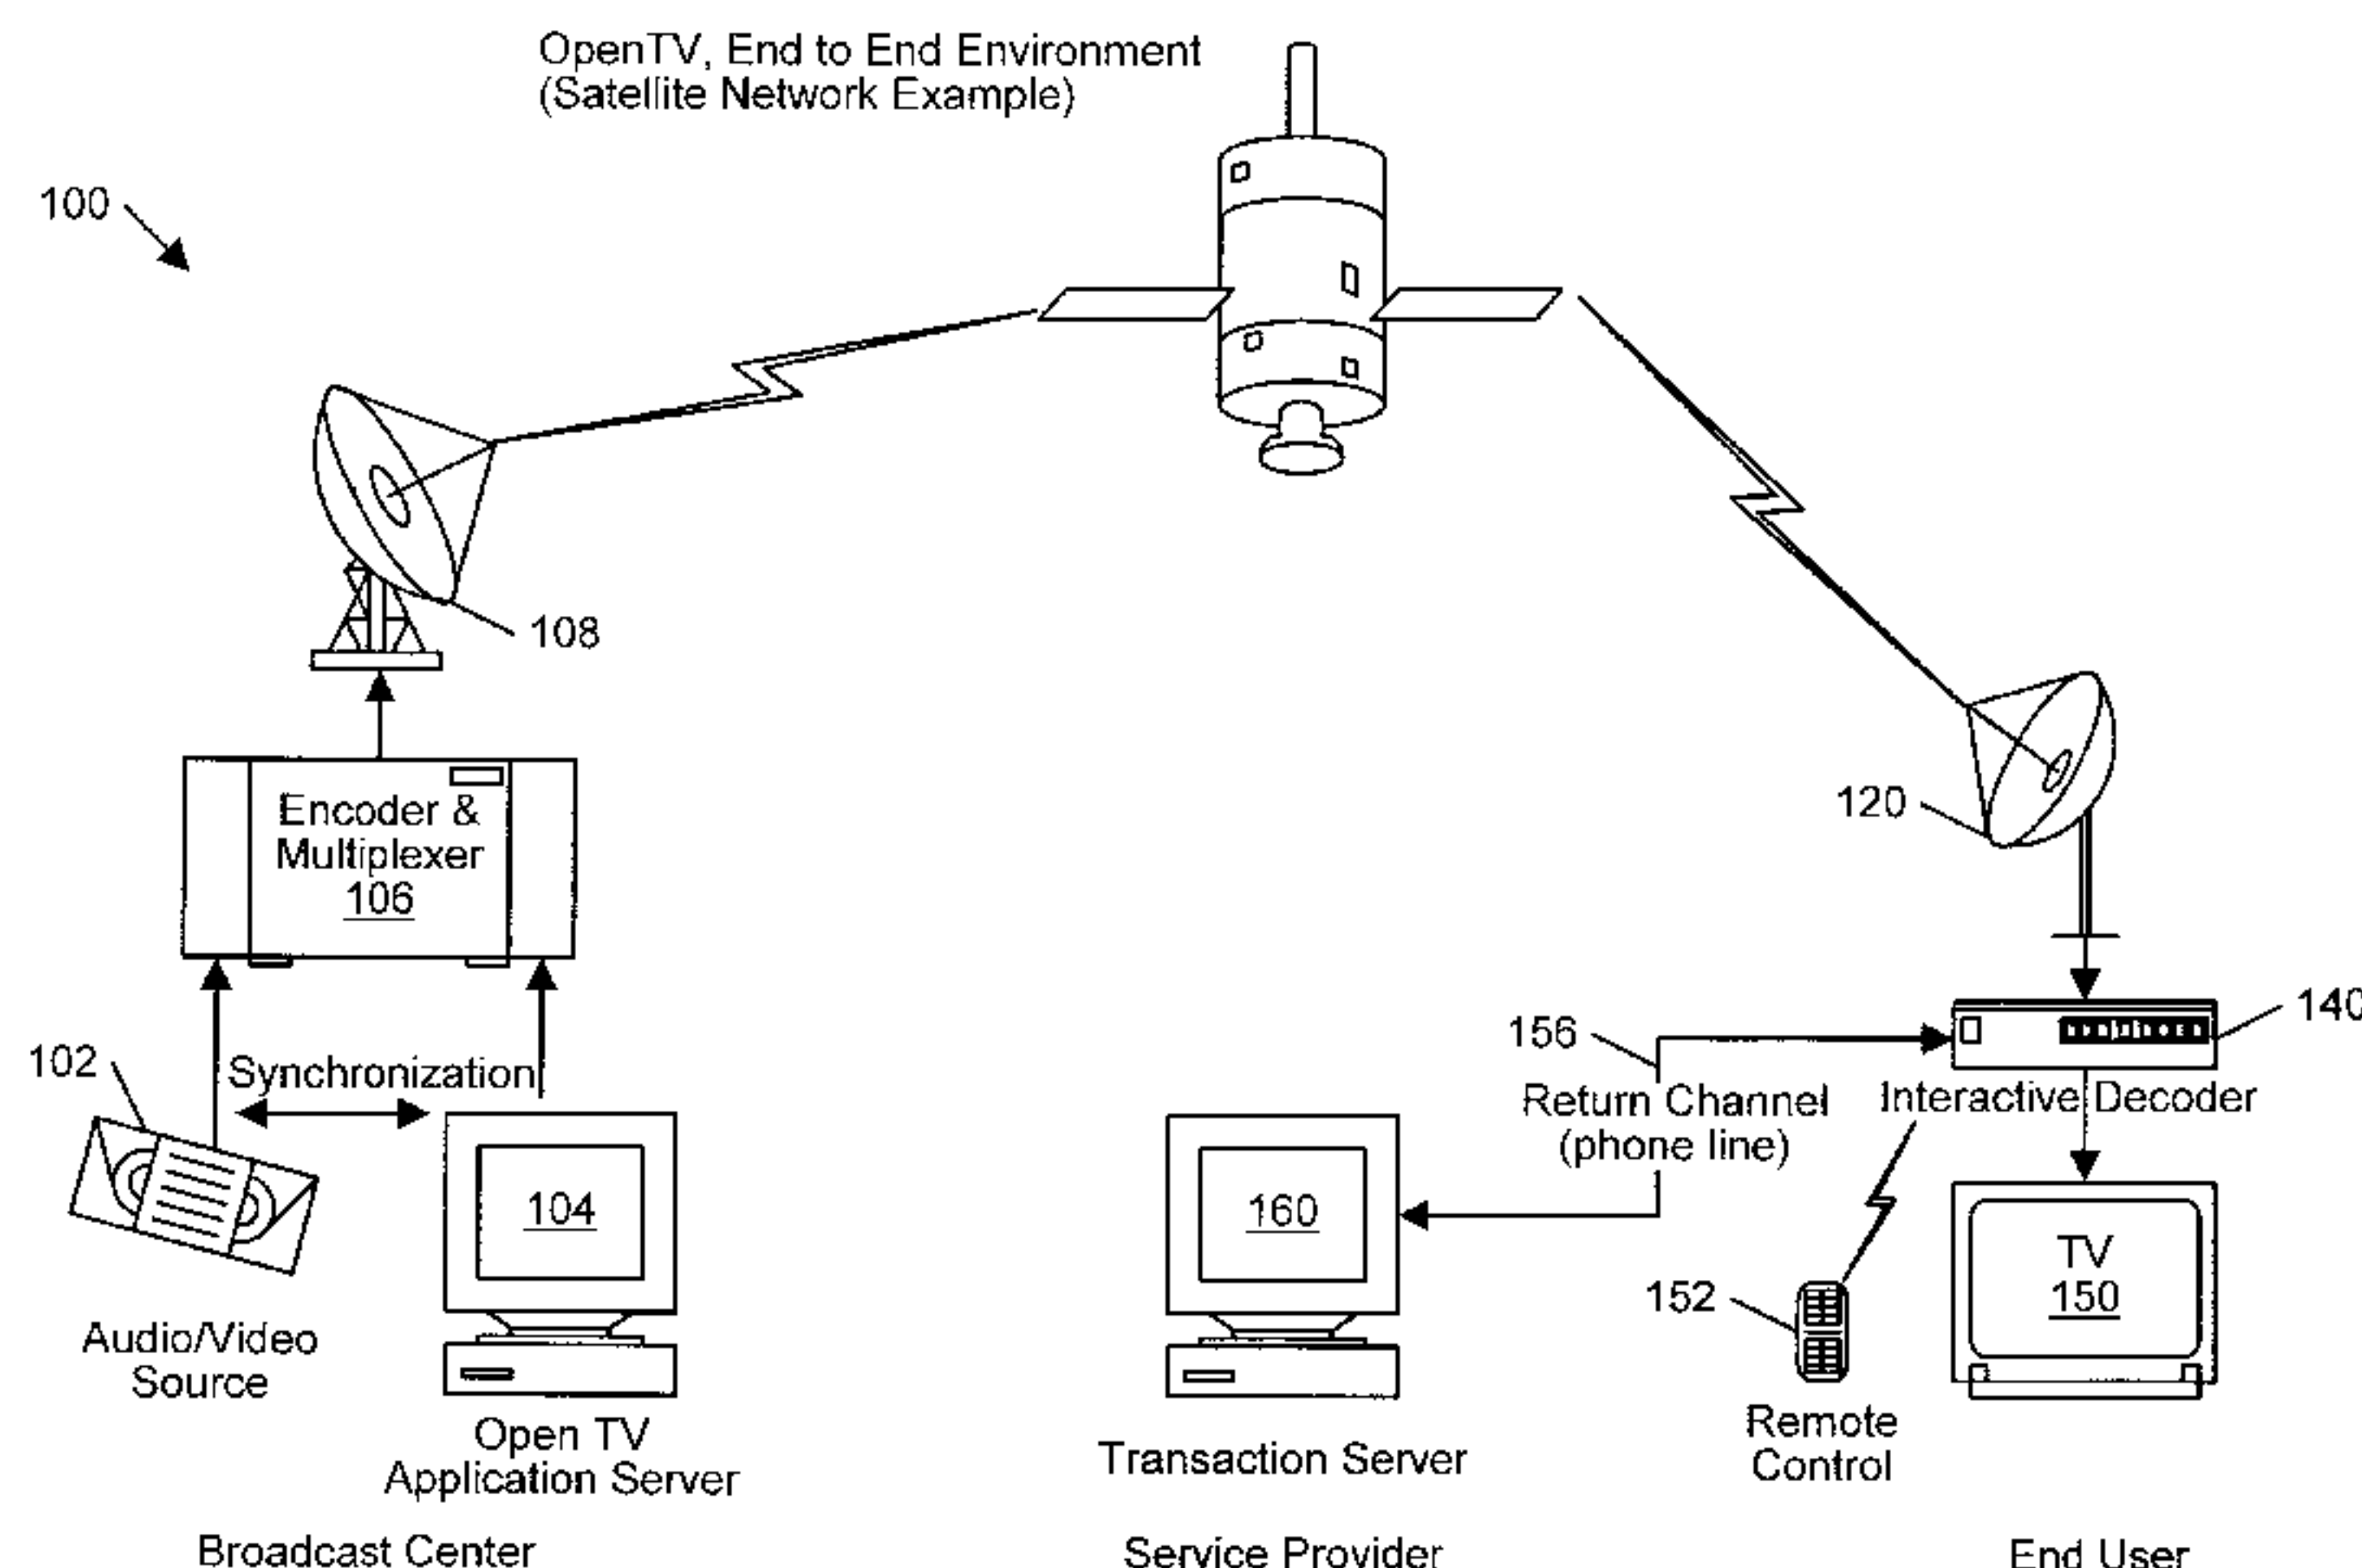 OpenTV, End to End Environment
(Satellite Network Example)
100
108
Encoder &
Multiplexer
106
120
140
102
Synchronization
156
Return Channel
(phone line)
Interactive Decoder
104
160
152
TV
150
Audio/Video
Source
Open TV
Application Server
Transaction Server
Remote
Control
Broadcast Center
Service Provider
End User